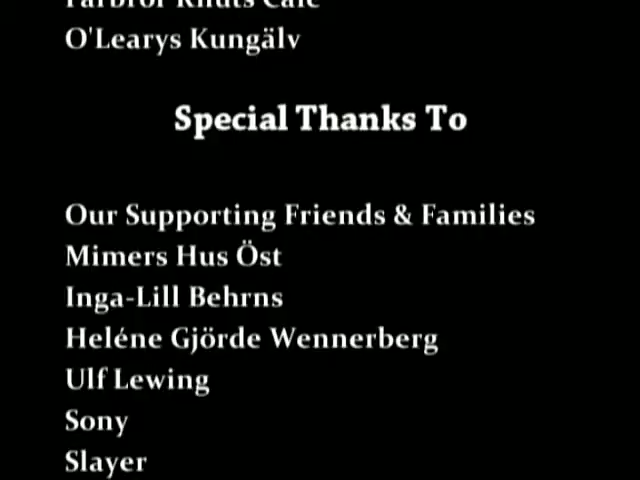 Farbror Knuts Café
O'Learys Kungälv
Special Thanks To
Our Supporting Friends & Families
Mimers Hus Öst
Inga-Lill Behrns
Heléne Gjörde Wennerberg
Ulf Lewing
Sony
Slayer